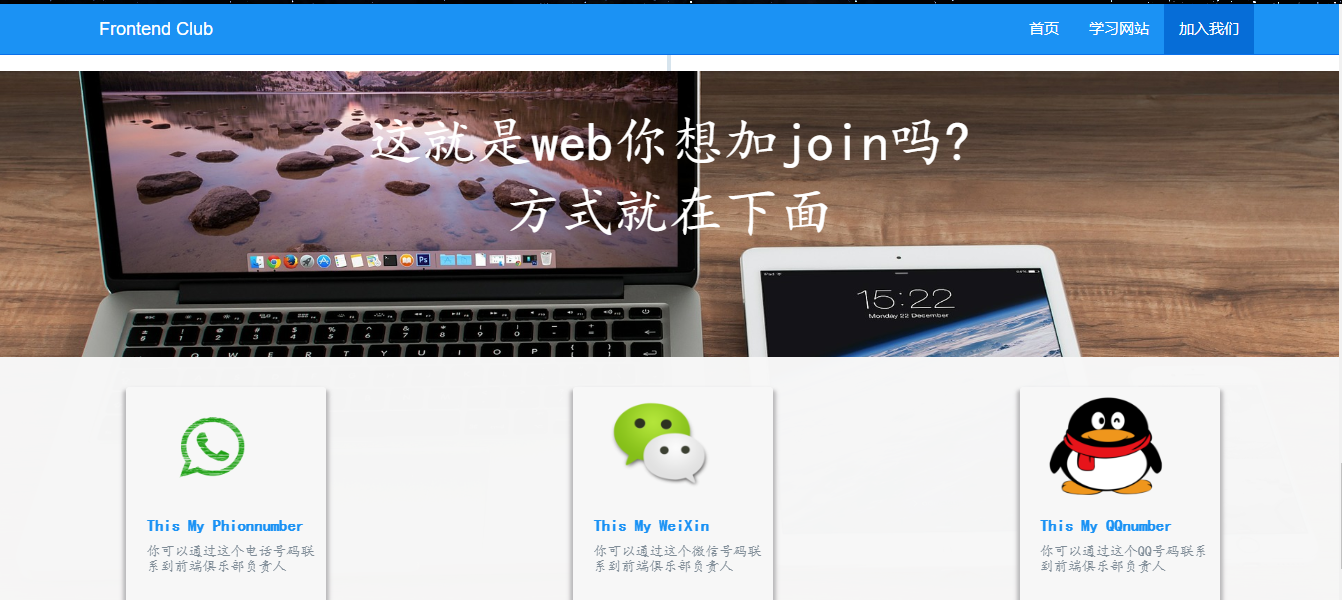 Frontend Club
首页 学习网站 加入我们
这就是web你想加join吗?
方式就在下面
15:22
Monday 22 December
This My Phionnumber
你可以通过这个电话号码联
系到前端俱乐部负责人
This My WeiXin
你可以通过这个微信号码联
系到前端俱乐部负责人
This My QQnumber
你可以通过这个QQ号码联系
到前端俱乐部负责人